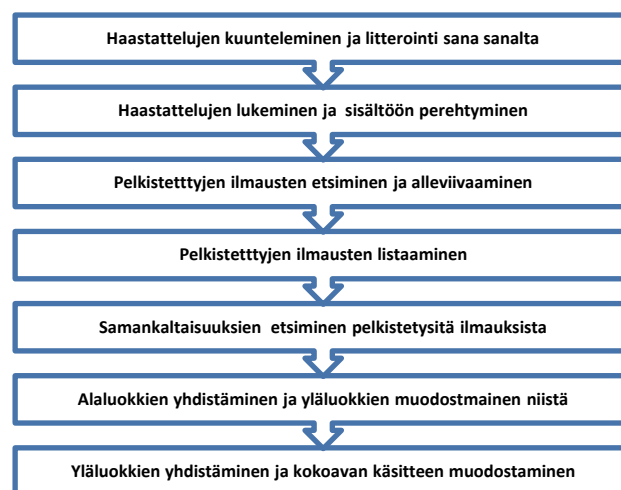 Haastattelujen kuunteleminen ja litterointi sana sanalta
Haastattelujen lukeminen ja sisältöön perehtyminen
Pelkistetttyjen ilmausten etsiminen ja alleviivaaminen
Pelkistetttyjen ilmausten listaaminen
Samankaltaisuuksien etsiminen pelkistetysitä ilmauksista
Alaluokkien yhdistäminen ja yläluokkien muodostmainen niistä
Yläluokkien yhdistäminen ja kokoavan käsitteen muodostaminen